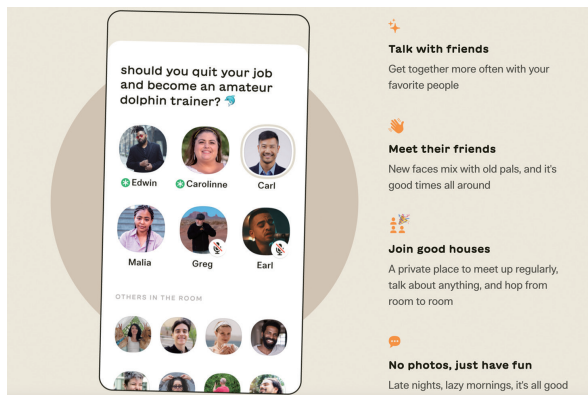 should you quit your job
and become an amateur
dolphin trainer? 🐬
Edwin
Carolinne
Carl
Malia
Greg
Earl
OTHERS IN THE ROOM
Talk with friends
Get together more often with your
favorite people
Meet their friends
New faces mix with old pals, and it's
good times all around
Join good houses
A private place to meet up regularly,
talk about anything, and hop from
room to room
No photos, just have fun
Late nights, lazy mornings, it's all good